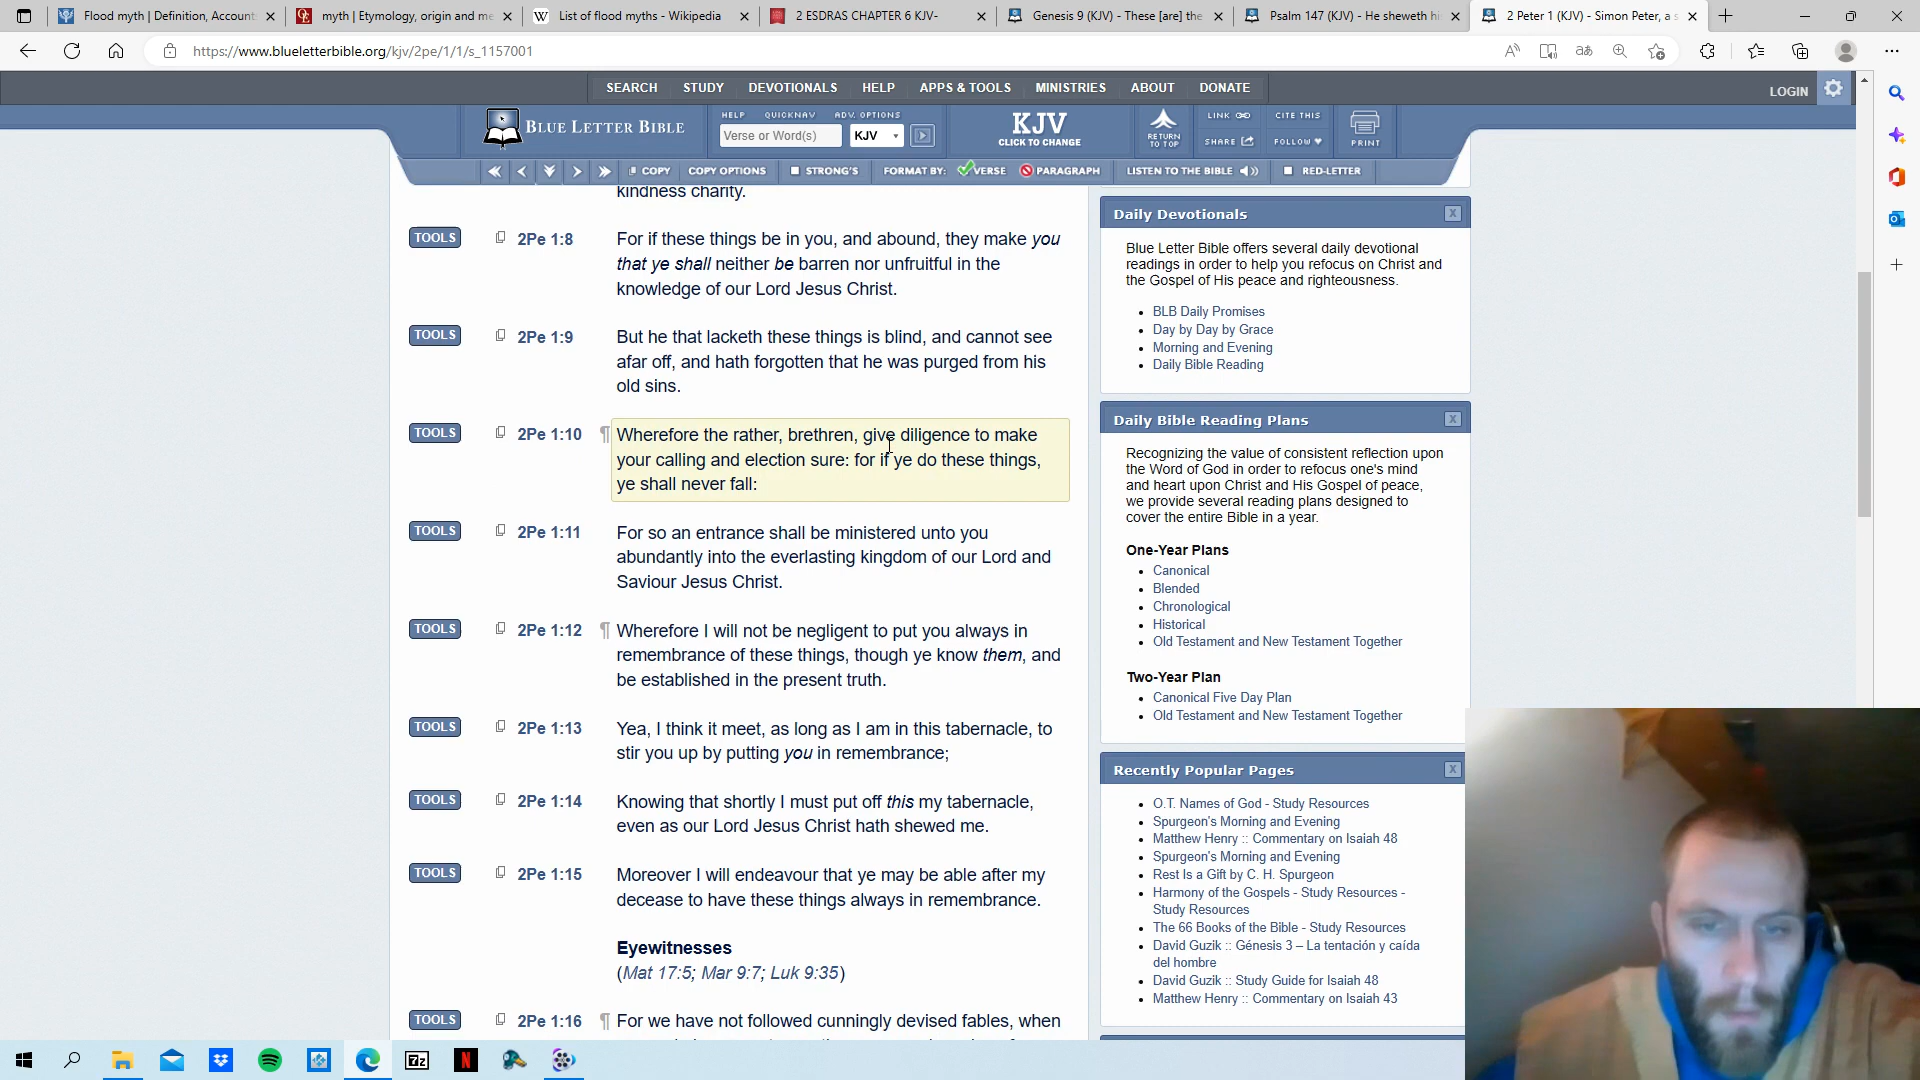 Flood myth | Definition, Account
myth | Etymology, origin and me
List of flood myths - Wikipedia
2 ESDRAS CHAPTER 6 KJV-
Genesis 9 (KJV) - These [are] the
Psalm 147 (KJV) - He sheweth hi
2 Peter 1 (KJV) - Simon Peter, a s
https://www.blueletterbible.org/kjv/2pe/1/1/s_1157001
SEARCH STUDY DEVOTIONALS HELP APPS & TOOLS MINISTRIES ABOUT DONATE
LOGIN
BLUE LETTER BIBLE
HELP QUICKNAV ADV. OPTIONS
Verse or Word(s)
KJV
KJV
CLICK TO CHANGE
RETURN
TO TOP
LINK
CITE THIS
SHARE
FOLLOW
PRINT
COPY COPY OPTIONS STRONG'S FORMAT BY: VERSE PARAGRAPH LISTEN TO THE BIBLE RED-LETTER
kindness charity.
TOOLS 2Pe 1:8 For if these things be in you, and abound, they make you
that ye shall neither be barren nor unfruitful in the
knowledge of our Lord Jesus Christ.
TOOLS 2Pe 1:9 But he that lacketh these things is blind, and cannot see
afar off, and hath forgotten that he was purged from his
old sins.
TOOLS 2Pe 1:10 ¶ Wherefore the rather, brethren, give diligence to make
your calling and election sure: for if ye do these things,
ye shall never fall:
TOOLS 2Pe 1:11 For so an entrance shall be ministered unto you
abundantly into the everlasting kingdom of our Lord and
Saviour Jesus Christ.
TOOLS 2Pe 1:12 ¶ Wherefore I will not be negligent to put you always in
remembrance of these things, though ye know them, and
be established in the present truth.
TOOLS 2Pe 1:13 Yea, I think it meet, as long as I am in this tabernacle, to
stir you up by putting you in remembrance;
TOOLS 2Pe 1:14 Knowing that shortly I must put off this my tabernacle,
even as our Lord Jesus Christ hath shewed me.
TOOLS 2Pe 1:15 Moreover I will endeavour that ye may be able after my
decease to have these things always in remembrance.
Eyewitnesses
(Mat 17:5; Mar 9:7; Luk 9:35)
TOOLS 2Pe 1:16 ¶ For we have not followed cunningly devised fables, when
Daily Devotionals
Blue Letter Bible offers several daily devotional
readings in order to help you refocus on Christ and
the Gospel of His peace and righteousness.
BLB Daily Promises
Day by Day by Grace
Morning and Evening
Daily Bible Reading
Daily Bible Reading Plans
Recognizing the value of consistent reflection upon
the Word of God in order to refocus one's mind
and heart upon Christ and His Gospel of peace,
we provide several reading plans designed to
cover the entire Bible in a year.
One-Year Plans
Canonical
Blended
Chronological
Historical
Old Testament and New Testament Together
Two-Year Plan
Canonical Five Day Plan
Old Testament and New Testament Together
Recently Popular Pages
O.T. Names of God - Study Resources
Spurgeon's Morning and Evening
Matthew Henry :: Commentary on Isaiah 48
Spurgeon's Morning and Evening
Rest Is a Gift by C. H. Spurgeon
Harmony of the Gospels - Study Resources -
Study Resources
The 66 Books of the Bible - Study Resources
David Guzik :: Génesis 3 – La tentación y caída
del hombre
David Guzik :: Study Guide for Isaiah 48
Matthew Henry :: Commentary on Isaiah 43